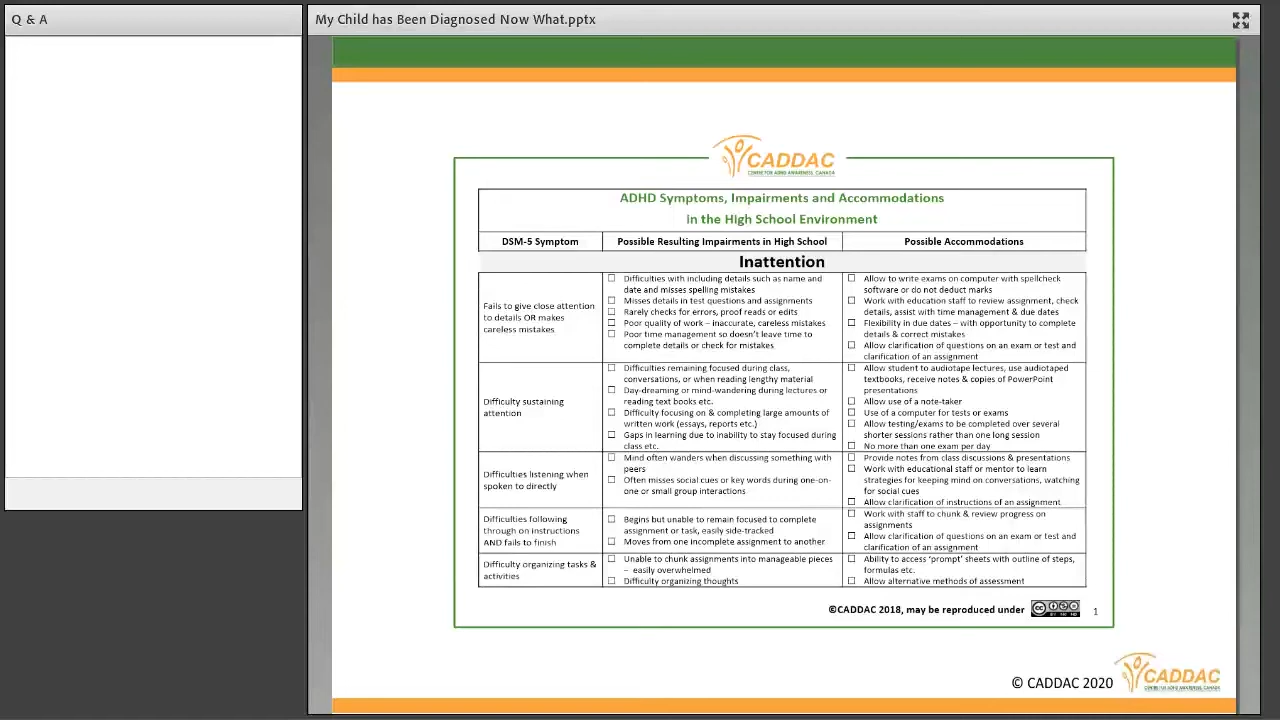 Q & A
My Child has Been Diagnosed Now What.pptx
CADDAC
CENTRE FOR ADHD AWARENESS, CANADA
ADHD Symptoms, Impairments and Accommodations
in the High School Environment
DSM-5 Symptom
Possible Resulting Impairments in High School
Possible Accommodations
Inattention
Fails to give close attention
to details OR makes
careless mistakes
Difficulties with including details such as name and
date and misses spelling mistakes
Misses details in test questions and assignments
Rarely checks for errors, proof reads or edits
Poor quality of work – inaccurate, careless mistakes
Poor time management so doesn't leave time to
complete details or check for mistakes
Allow to write exams on computer with spellcheck
software or do not deduct marks
Work with education staff to review assignment, check
details, assist with time management & due dates
Flexibility in due dates – with opportunity to complete
details & correct mistakes
Allow clarification of questions on an exam or test and
clarification of an assignment
Difficulty sustaining
attention
Difficulties remaining focused during class,
conversations, or when reading lengthy material
Day-dreaming or mind-wandering during lectures or
reading text books etc.
Difficulty focusing on & completing large amounts of
written work (essays, reports etc.)
Gaps in learning due to inability to stay focused during
class etc.
Allow student to audiotape lectures, use audiotaped
textbooks, receive notes & copies of PowerPoint
presentations
Allow use of a note-taker
Use of a computer for tests or exams
Allow testing/exams to be completed over several
shorter sessions rather than one long session
No more than one exam per day
Difficulties listening when
spoken to directly
Mind often wanders when discussing something with
peers
Often misses social cues or key words during one-on-
one or small group interactions
Provide notes from class discussions & presentations
Work with educational staff or mentor to learn
strategies for keeping mind on conversations, watching
for social cues
Allow clarification of instructions of an assignment
Difficulties following
through on instructions
AND fails to finish
Begins but unable to remain focused to complete
assignment or task, easily side-tracked
Moves from one incomplete assignment to another
Work with staff to chunk & review progress on
assignments
Allow clarification of questions on an exam or test and
clarification of an assignment
Difficulty organizing tasks &
activities
Unable to chunk assignments into manageable pieces
– easily overwhelmed
Difficulty organizing thoughts
Ability to access 'prompt' sheets with outline of steps,
formulas etc.
Allow alternative methods of assessment
©CADDAC 2018, may be reproduced under
1
© CADDAC 2020
CADDAC
CENTRE FOR ADHD AWARENESS, CANADA